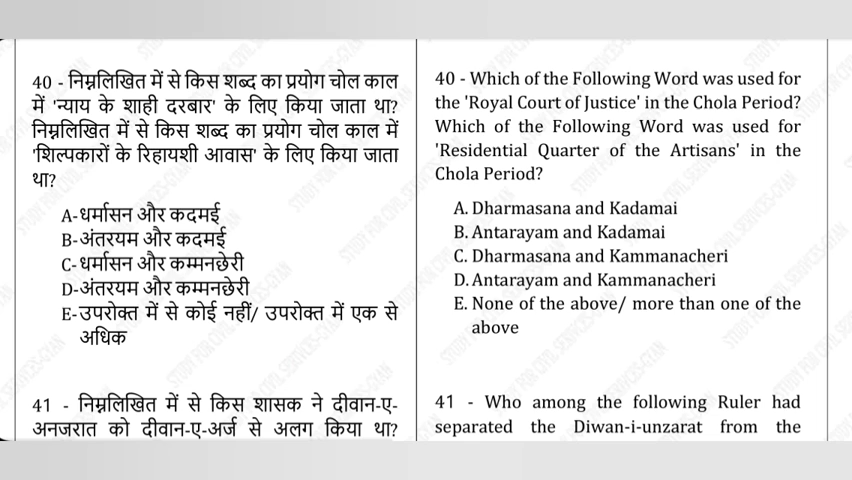 40 - निम्नलिखित में से किस शब्द का प्रयोग चोल काल
में 'न्याय के शाही दरबार' के लिए किया जाता था?
निम्नलिखित में से किस शब्द का प्रयोग चोल काल में
'शिल्पकारों के रिहायशी आवास' के लिए किया जाता
था?
A-धर्मासन और कदमई
B-अंतरयम और कदमई
C-धर्मासन और कम्मनछेरी
D-अंतरयम और कम्मनछेरी
E-उपरोक्त में से कोई नहीं/ उपरोक्त में एक से
अधिक
41 - निम्नलिखित में से किस शासक ने दीवान-ए-
अनजरात को दीवान-ए-अर्ज से अलग किया था?
40 - Which of the Following Word was used for
the 'Royal Court of Justice' in the Chola Period?
Which of the Following Word was used for
'Residential Quarter of the Artisans' in the
Chola Period?
A. Dharmasana and Kadamai
B. Antarayam and Kadamai
C. Dharmasana and Kammanacheri
D. Antarayam and Kammanacheri
E. None of the above/ more than one of the
above
41 - Who among the following Ruler had
separated the Diwan-i-unzarat from the